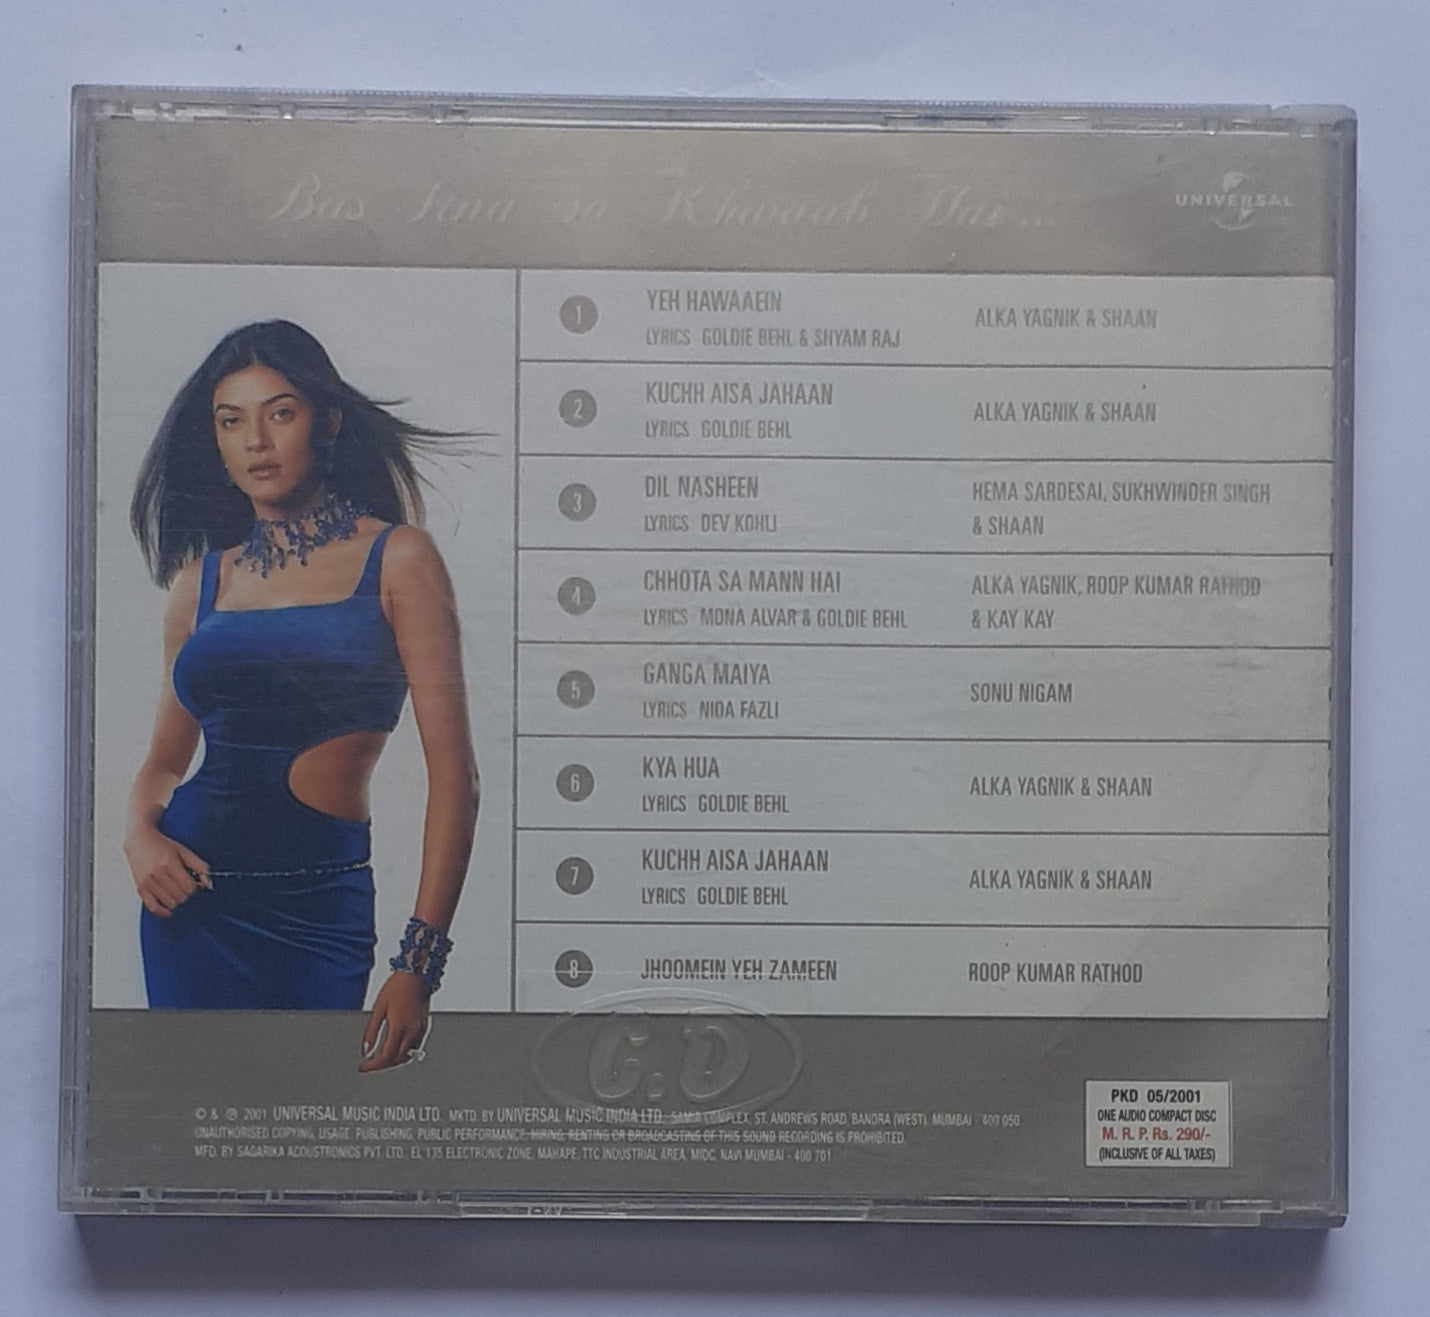 Bas Itna sa Khwaab Hai...
UNIVERSAL
1 YEH HAWAAEIN ALKA YAGNIK & SHAAN
LYRICS GOLDIE BEHL & SHYAM RAJ
2 KUCHH AISA JAHAAN ALKA YAGNIK & SHAAN
LYRICS GOLDIE BEHL
3 DIL NASHEEN HEMA SARDESAI, SUKHWINDER SINGH
LYRICS DEV KOHLI & SHAAN
4 CHHOTA SA MANN HAI ALKA YAGNIK, ROOP KUMAR RATHOD
LYRICS MONA ALVAR & GOLDIE BEHL & KAY KAY
5 GANGA MAIYA SONU NIGAM
LYRICS NIDA FAZLI
6 KYA HUA ALKA YAGNIK & SHAAN
LYRICS GOLDIE BEHL
7 KUCHH AISA JAHAAN ALKA YAGNIK & SHAAN
LYRICS GOLDIE BEHL
8 JHOOMEIN YEH ZAMEEN ROOP KUMAR RATHOD
C.D
© & ℗ 2001 UNIVERSAL MUSIC INDIA LTD. MKTD. BY UNIVERSAL MUSIC INDIA LTD. COMPLEX, ST. ANDREWS ROAD, BANDRA (WEST), MUMBAI - 400 050.
UNAUTHORISED COPYING, USAGE, PUBLISHING, PUBLIC PERFORMANCE, HIRING, RENTING OR BROADCASTING OF THIS SOUND RECORDING IS PROHIBITED.
MFD. BY SAGARIKA ACOUSTRONICS PVT. LTD., EL 135 ELECTRONIC ZONE, MAHAPE, TTC INDUSTRIAL AREA, MIDC, NAVI MUMBAI - 400 701
PKD 05/2001
ONE AUDIO COMPACT DISC
M. R. P. Rs. 290/-
(INCLUSIVE OF ALL TAXES)